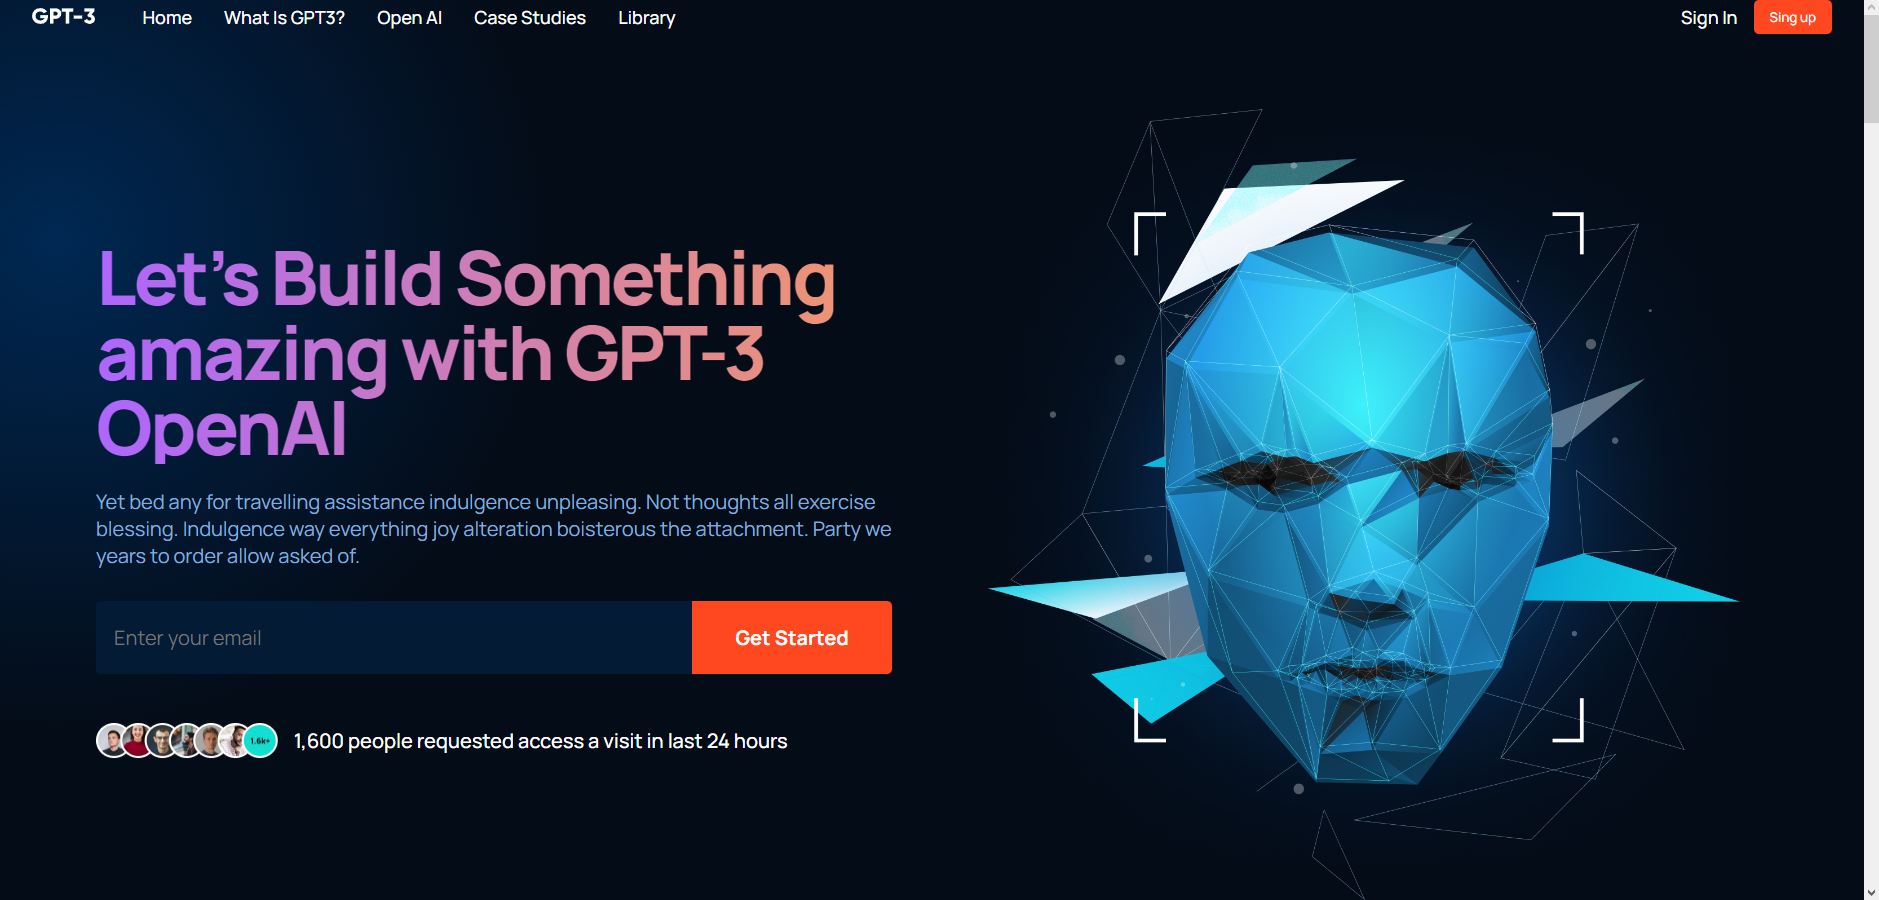 GPT-3 Home What Is GPT3? Open AI Case Studies Library Sign In Sing up
Let's Build Something
amazing with GPT-3
OpenAI
Yet bed any for travelling assistance indulgence unpleasing. Not thoughts all exercise
blessing. Indulgence way everything joy alteration boisterous the attachment. Party we
years to order allow asked of.
Enter your email Get Started
1.6k+ 1,600 people requested access a visit in last 24 hours